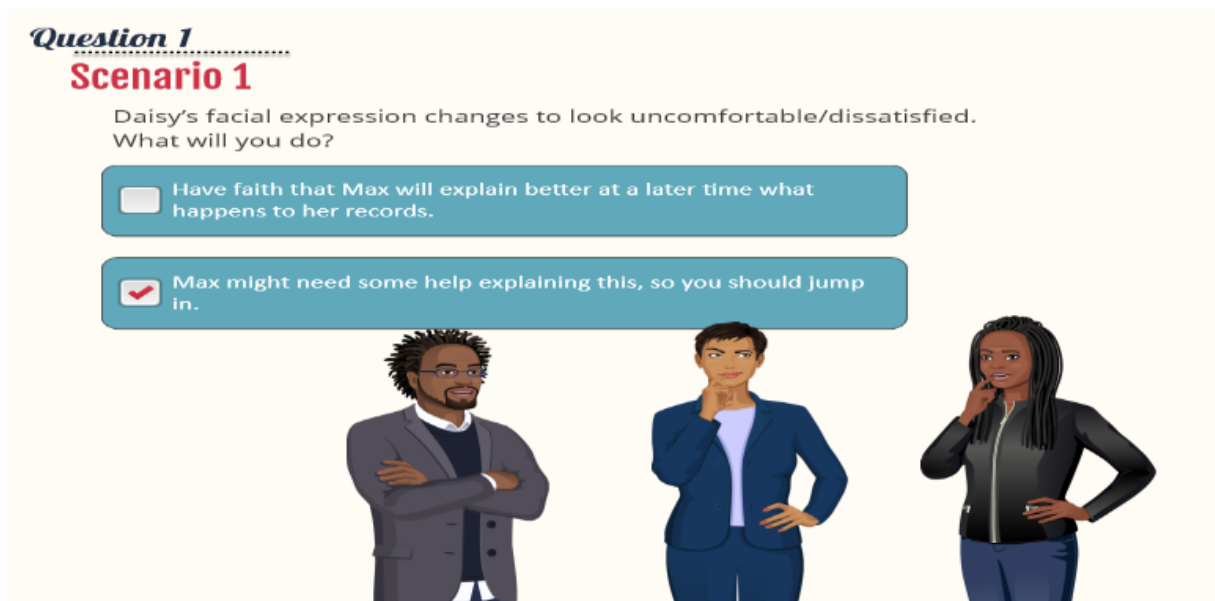 Question 1
Scenario 1
Daisy's facial expression changes to look uncomfortable/dissatisfied.
What will you do?
Have faith that Max will explain better at a later time what
happens to her records.
Max might need some help explaining this, so you should jump
in.